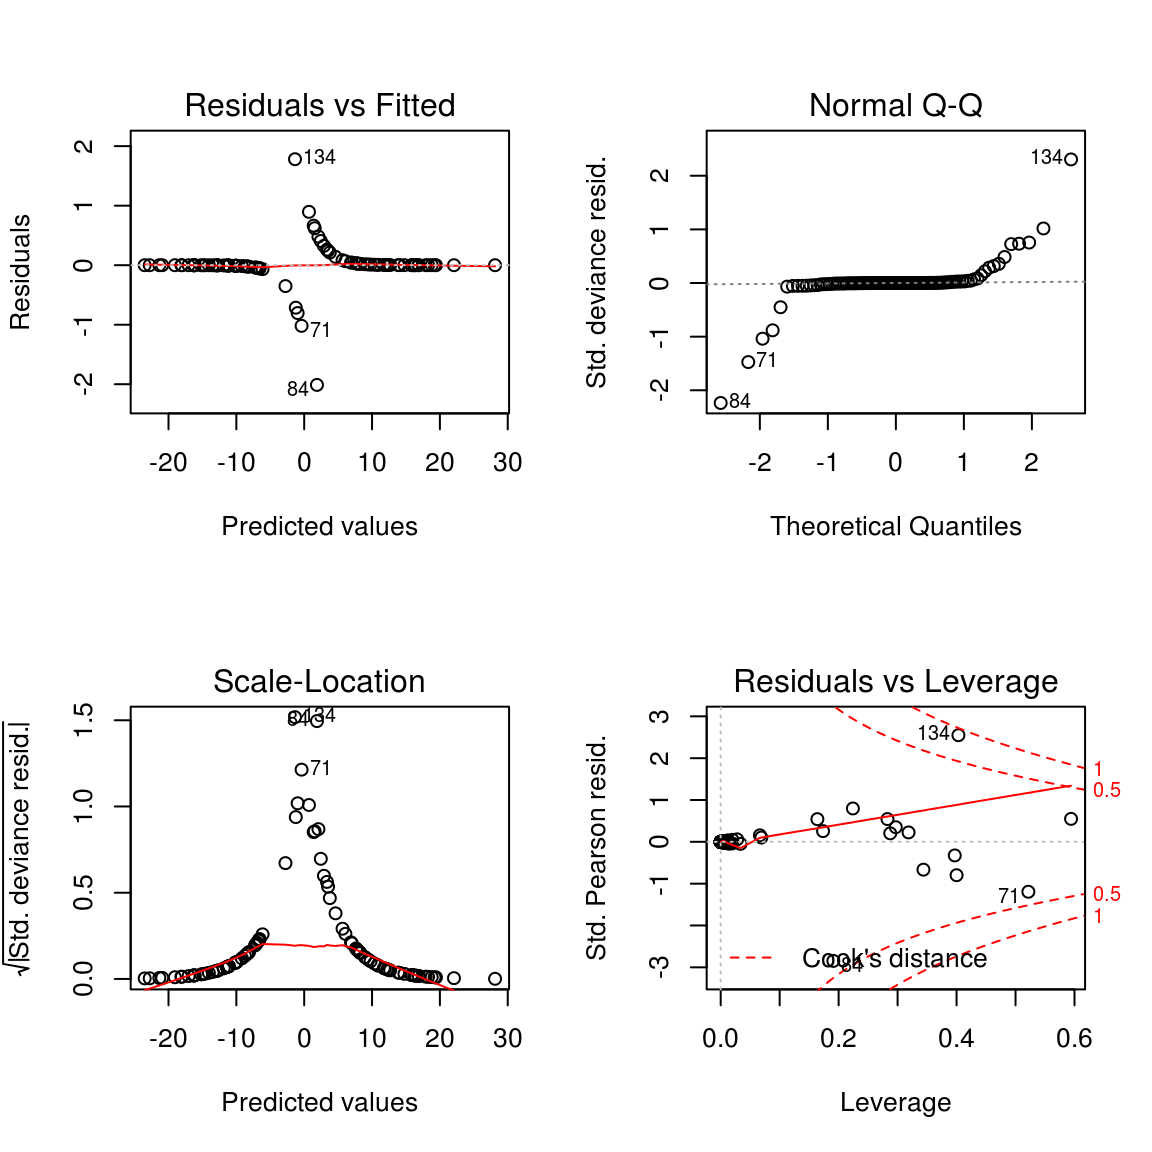 Residuals vs Fitted
Residuals
2
1
0
-1
-2
134
71
84
-20 -10 0 10 20 30
Predicted values
Normal Q-Q
Std. deviance resid.
2
1
0
-1
-2
134
71
84
-2 -1 0 1 2
Theoretical Quantiles
Scale-Location
√|Std. deviance resid.|
1.5
1.0
0.5
0.0
84
134
71
-20 -10 0 10 20 30
Predicted values
Residuals vs Leverage
Std. Pearson resid.
3
2
1
0
-1
-3
134
71
84
1
0.5
0.5
1
Cook's distance
0.0 0.2 0.4 0.6
Leverage